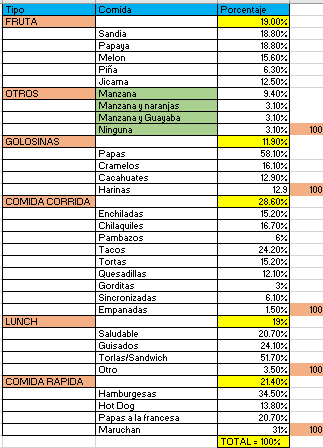 Tipo Comida Porcentaje
FRUTA 19.00%
Sandia 18.80%
Papaya 18.80%
Melon 15.60%
Piña 6.30%
Jicama 12.50%
OTROS Manzana 9.40%
Manzana y naranjas 3.10%
Manzana y Guayaba 3.10%
Ninguna 3.10% 100
GOLOSINAS 11.90%
Papas 58.10%
Cramelos 16.10%
Cacahuates 12.90%
Harinas 12.9 100
COMIDA CORRIDA 28.60%
Enchiladas 15.20%
Chilaquiles 16.70%
Pambazos 6%
Tacos 24.20%
Tortas 15.20%
Quesadillas 12.10%
Gorditas 3%
Sincronizadas 6.10%
Empanadas 1.50% 100
LUNCH 19%
Saludable 20.70%
Guisados 24.10%
Torlas/Sandwich 51.70%
Otro 3.50% 100
COMIDA RAPIDA 21.40%
Hamburgesas 34.50%
Hot Dog 13.80%
Papas a la francesa 20.70%
Maruchan 31% 100
TOTAL = 100%